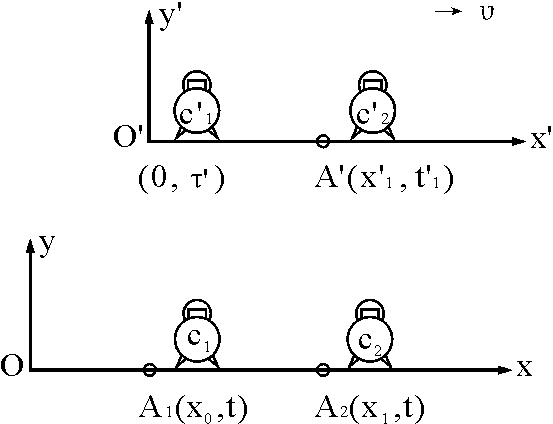 y' → υ
c'₁ c'₂
O' x'
(0, τ') A'(x'₁, t'₁)
y
c₁ c₂
O x
A₁(x₀,t) A₂(x₁,t)